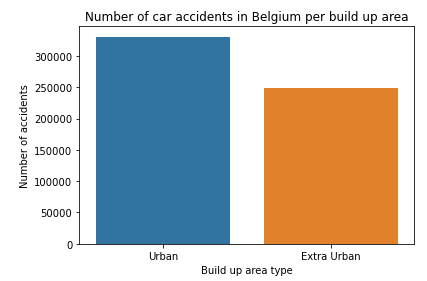 Number of car accidents in Belgium per build up area
300000
250000
200000
150000
100000
50000
0
Number of accidents
Urban
Extra Urban
Build up area type